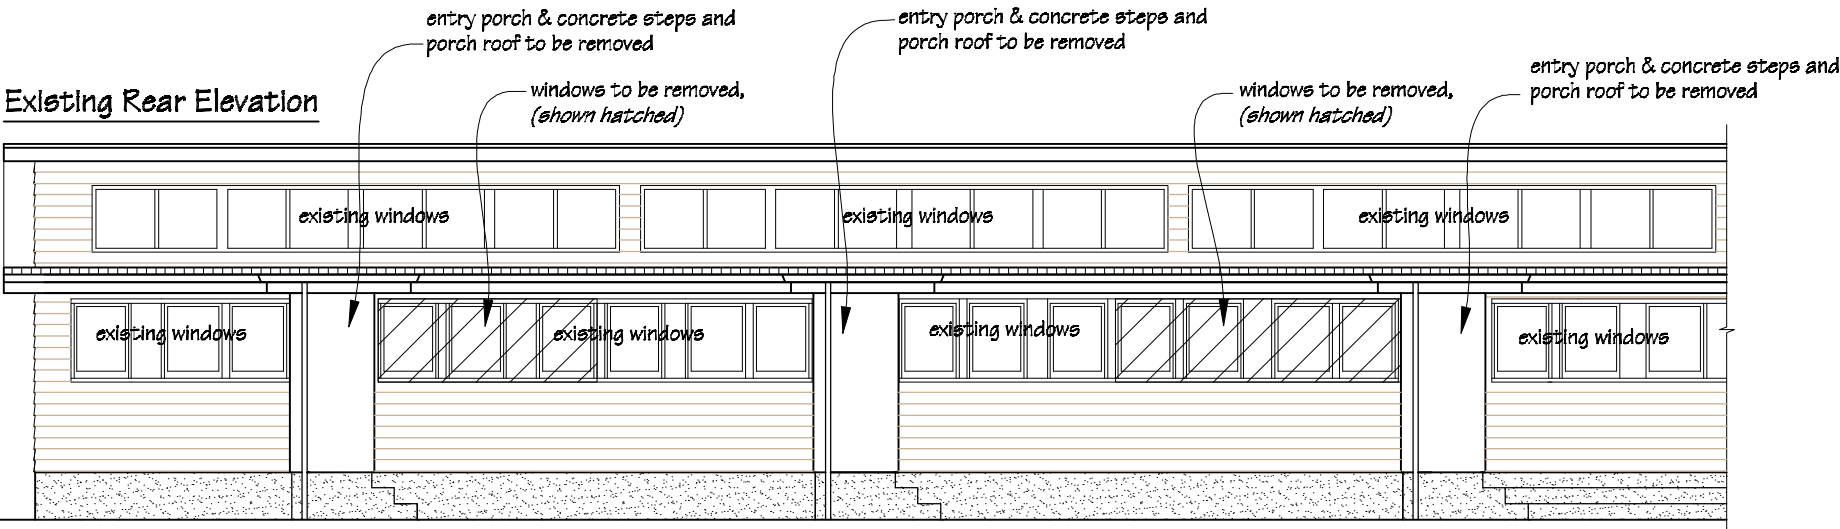 entry porch & concrete steps and
porch roof to be removed
entry porch & concrete steps and
porch roof to be removed
entry porch & concrete steps and
porch roof to be removed
Existing Rear Elevation
windows to be removed,
(shown hatched)
windows to be removed,
(shown hatched)
existing windows
existing windows
existing windows
existing windows
existing windows
existing windows
existing windows